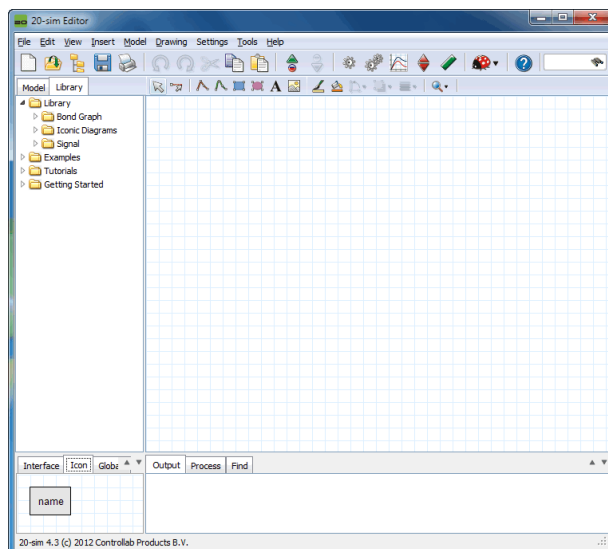 20-sim Editor
File Edit View Insert Model Drawing Settings Tools Help
Model Library
A
Library
Bond Graph
Iconic Diagrams
Signal
Examples
Tutorials
Getting Started
Interface Icon Globa
Output Process Find
name
20-sim 4.3 (c) 2012 Controllab Products B.V.